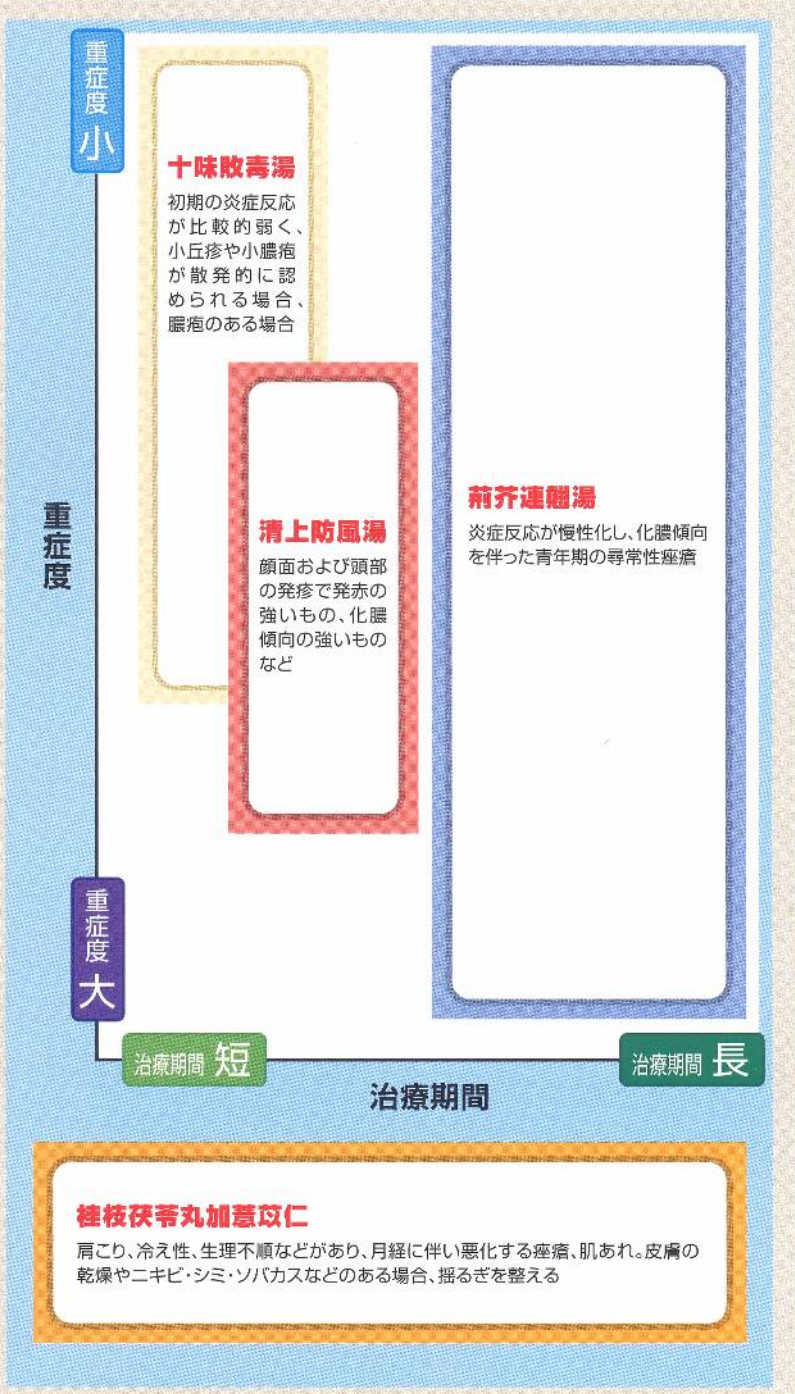 重症度 小
十味敗毒湯
初期の炎症反応
が比較的弱く、
小丘疹や小膿疱
が散発的に認
められる場合、
膿疱のある場合
荊芥連翹湯
炎症反応が慢性化し、化膿傾向
を伴った青年期の尋常性痤瘡
清上防風湯
顔面および頭部
の発疹で発赤の
強いもの、化膿
傾向の強いもの
など
重症度
重症度 大
治療期間 短
治療期間 長
治療期間
桂枝茯苓丸加薏苡仁
肩こり、冷え性、生理不順などがあり、月経に伴い悪化する痤瘡、肌あれ。皮膚の
乾燥やニキビ・シミ・ソバカスなどのある場合、揺るぎを整える